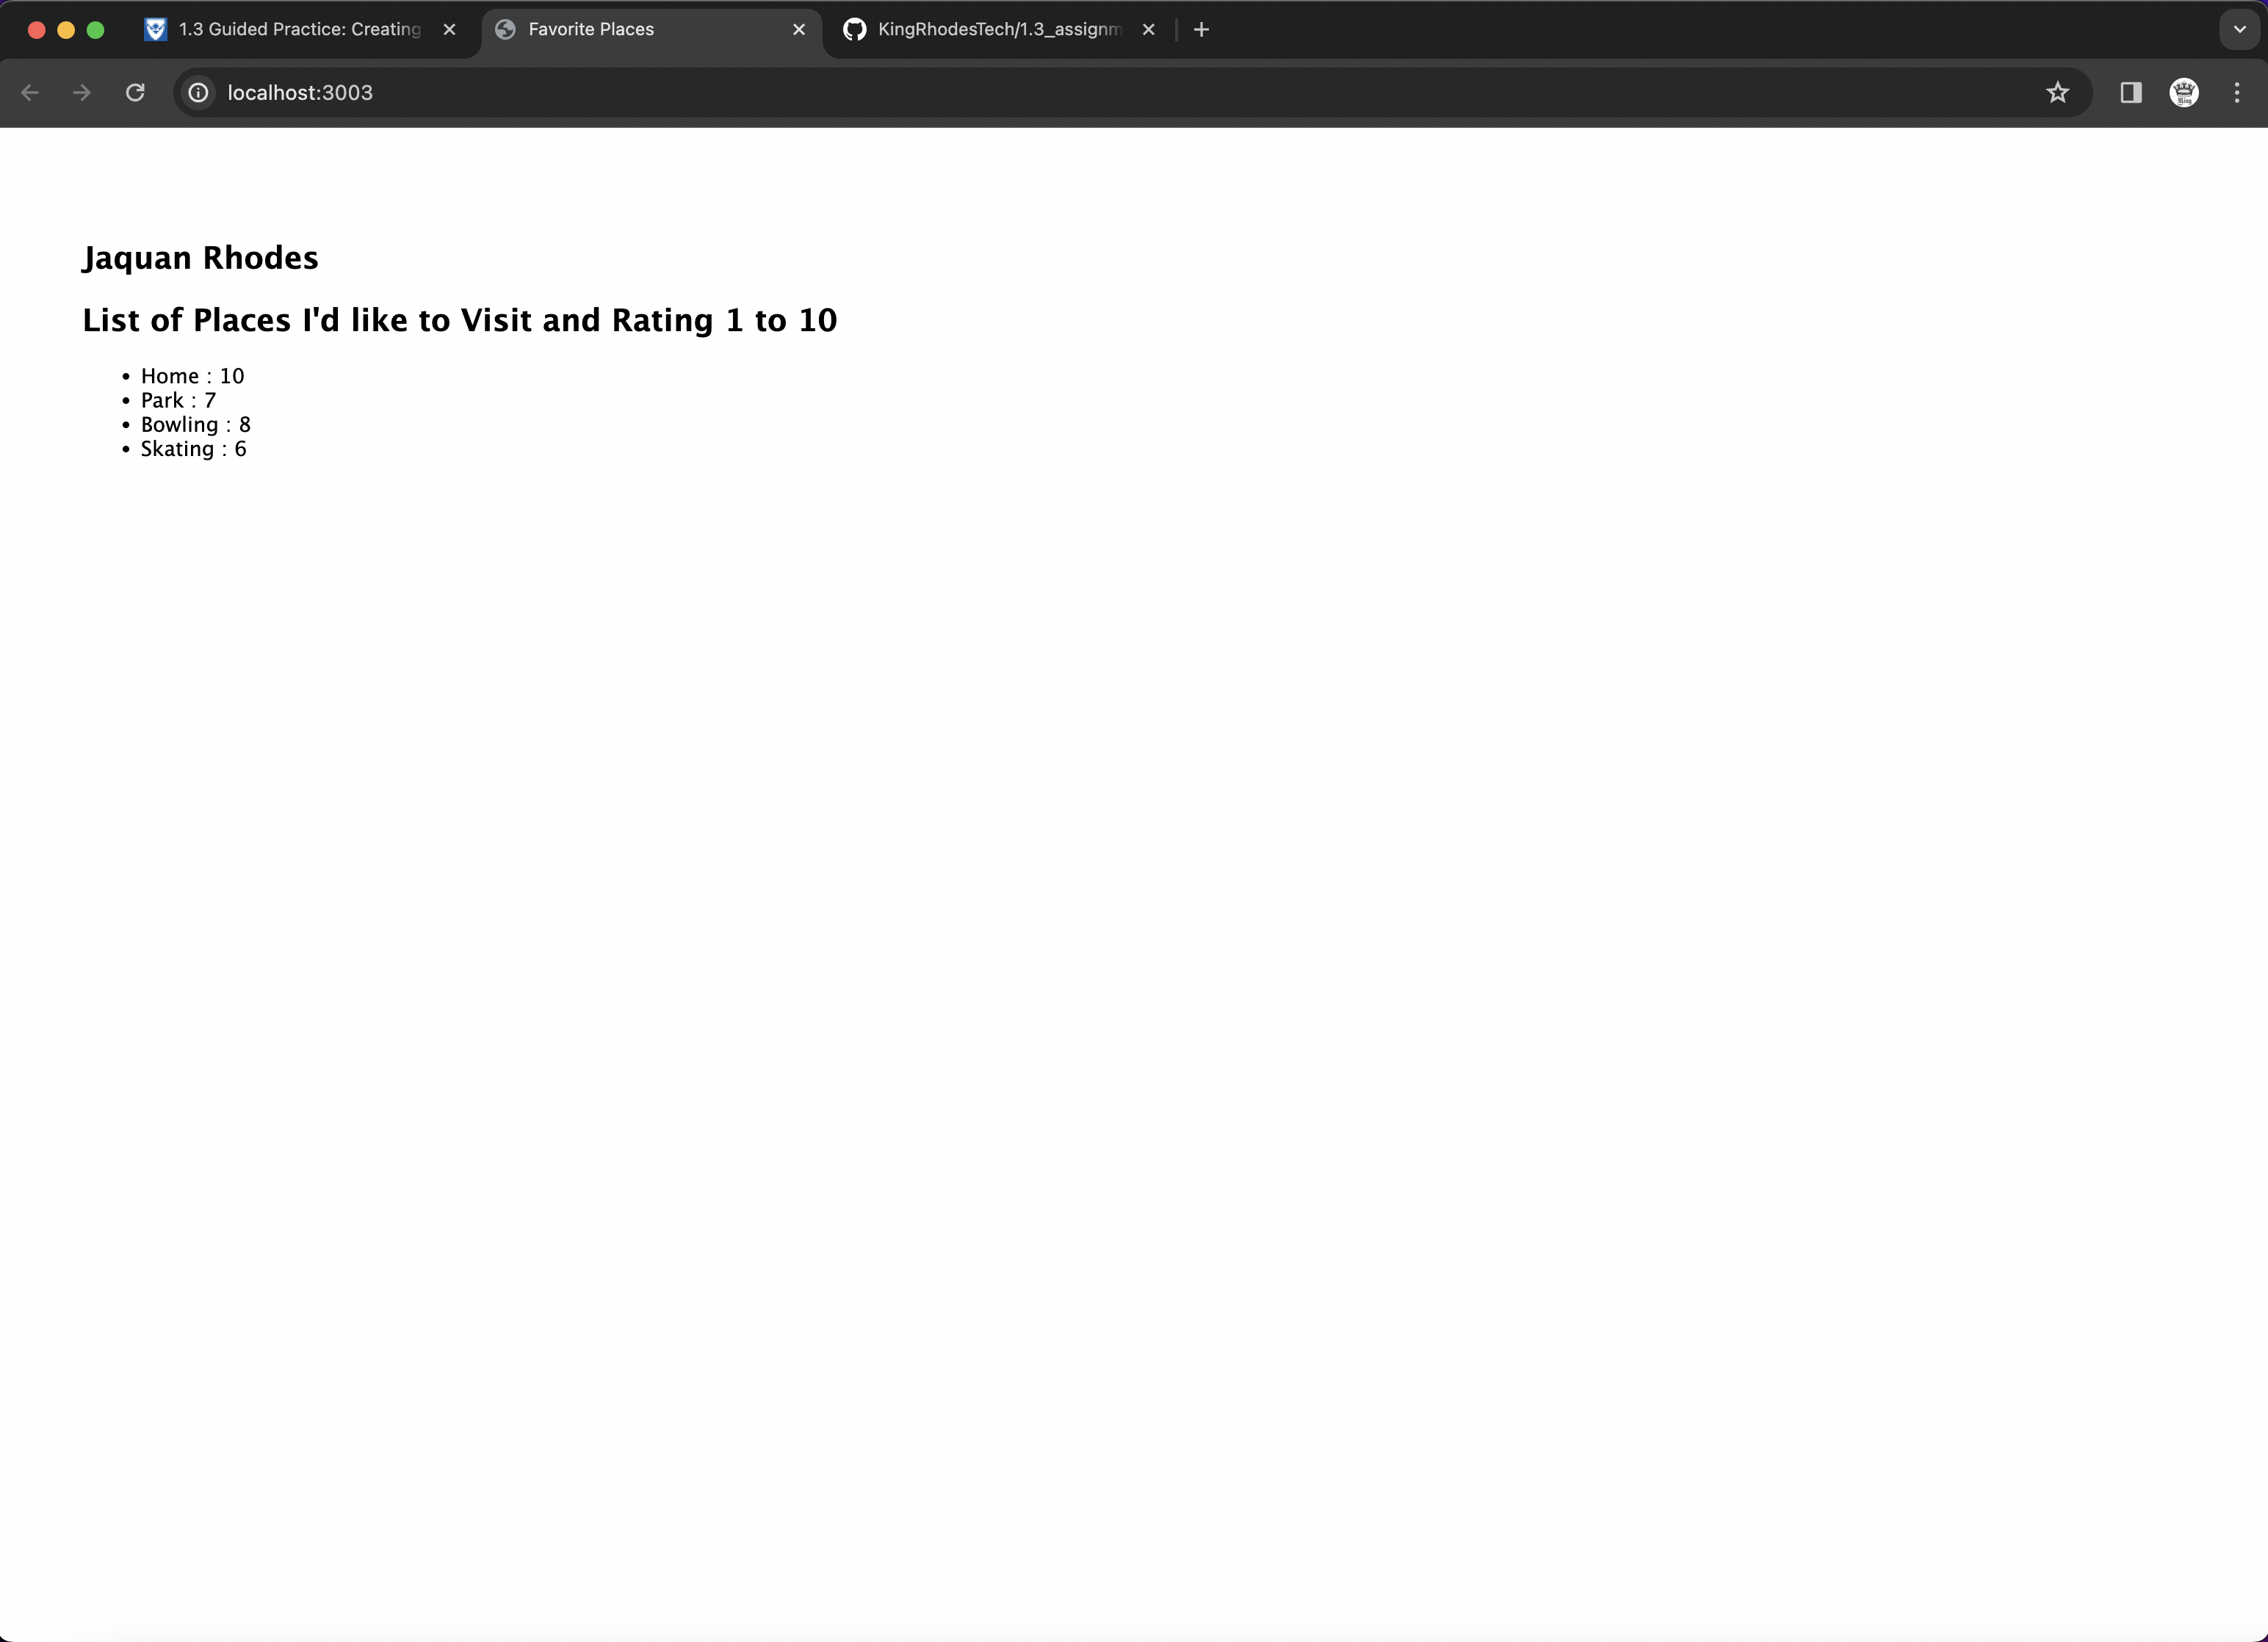 1.3 Guided Practice: Creating
Favorite Places
KingRhodesTech/1.3_assignm
localhost:3003
Jaquan Rhodes
List of Places I'd like to Visit and Rating 1 to 10
• Home : 10
• Park : 7
• Bowling : 8
• Skating : 6